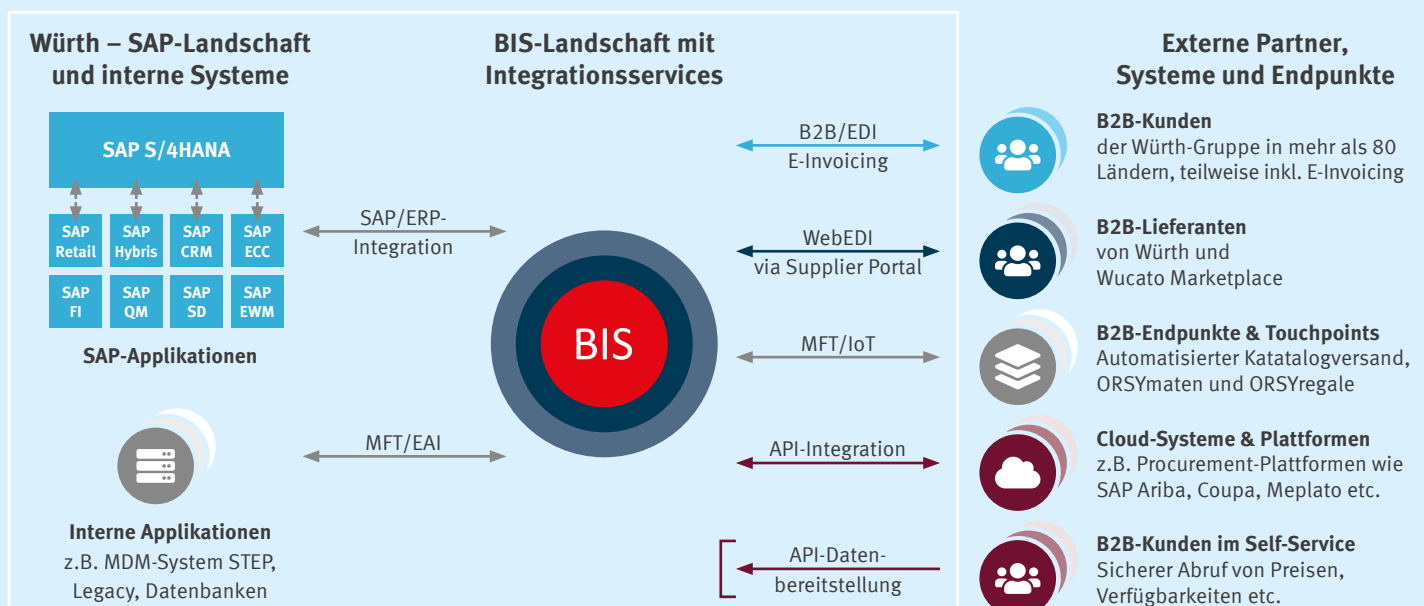 Würth – SAP-Landschaft
und interne Systeme
SAP S/4HANA
SAP
Retail
SAP
Hybris
SAP
CRM
SAP
ECC
SAP
FI
SAP
QM
SAP
SD
SAP
EWM
SAP-Applikationen
Interne Applikationen
z.B. MDM-System STEP,
Legacy, Datenbanken
SAP/ERP-
Integration
MFT/EAI
BIS-Landschaft mit
Integrationsservices
BIS
B2B/EDI
E-Invoicing
WebEDI
via Supplier Portal
MFT/IoT
API-Integration
API-Daten-
bereitstellung
Externe Partner,
Systeme und Endpunkte
B2B-Kunden
der Würth-Gruppe in mehr als 80
Ländern, teilweise inkl. E-Invoicing
B2B-Lieferanten
von Würth und
Wucato Marketplace
B2B-Endpunkte & Touchpoints
Automatisierter Katatalogversand,
ORSYmaten und ORSYregale
Cloud-Systeme & Plattformen
z.B. Procurement-Plattformen wie
SAP Ariba, Coupa, Meplato etc.
B2B-Kunden im Self-Service
Sicherer Abruf von Preisen,
Verfügbarkeiten etc.